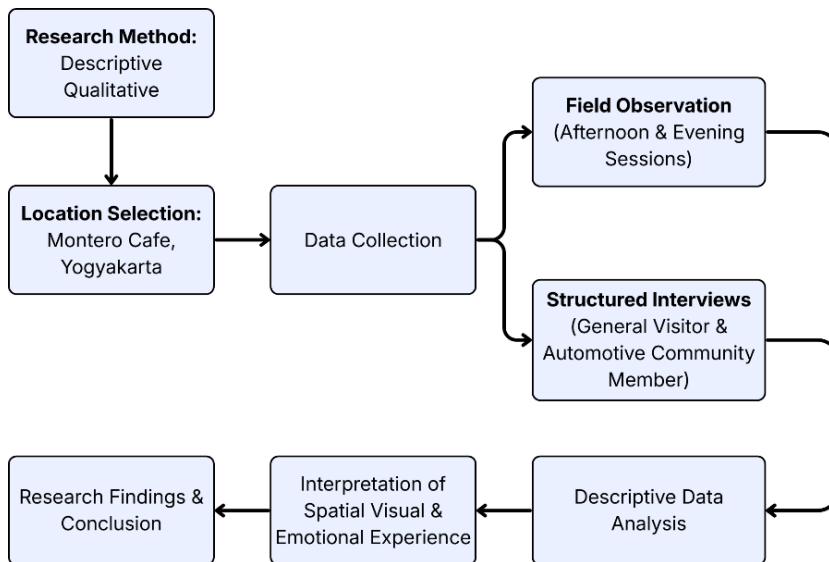 Research Method:
Descriptive
Qualitative
Location Selection:
Montero Cafe,
Yogyakarta
Data Collection
Field Observation
(Afternoon & Evening
Sessions)
Structured Interviews
(General Visitor &
Automotive Community
Member)
Descriptive Data
Analysis
Interpretation of
Spatial Visual &
Emotional Experience
Research Findings &
Conclusion